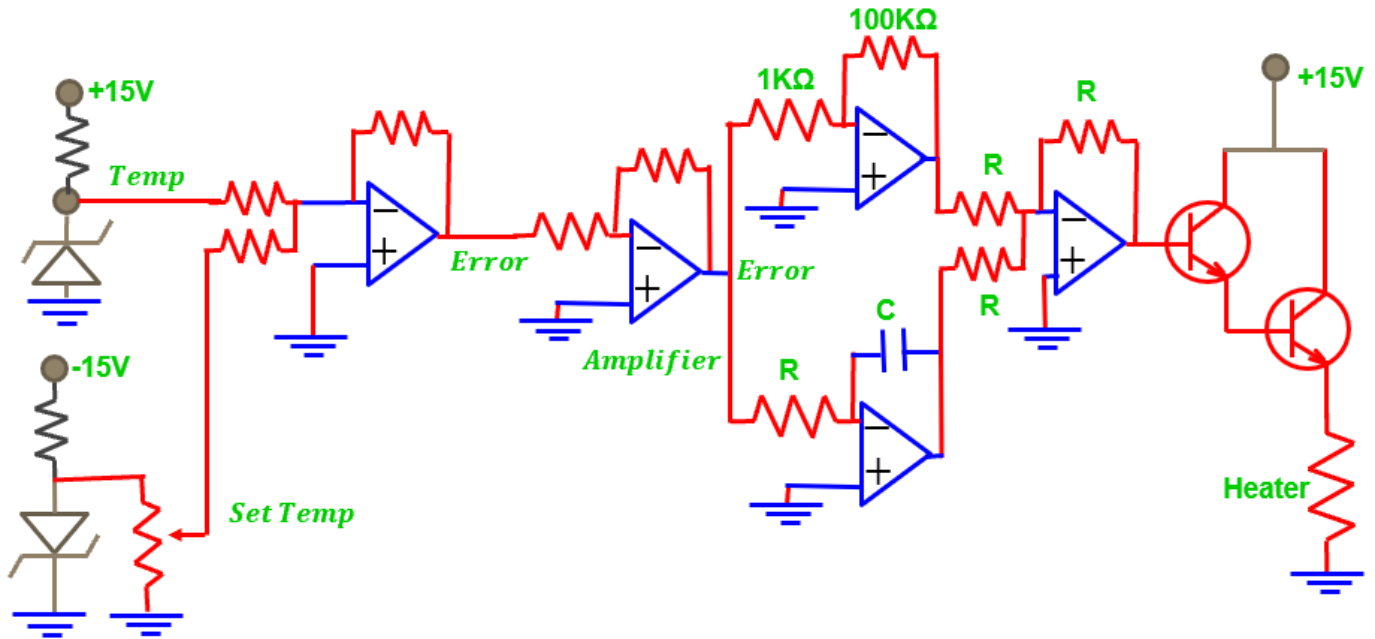 100KΩ
+15V
1KΩ
+15V
R
Temp
R
Error
Error
R
C
Amplifier
-15V
R
Set Temp
Heater